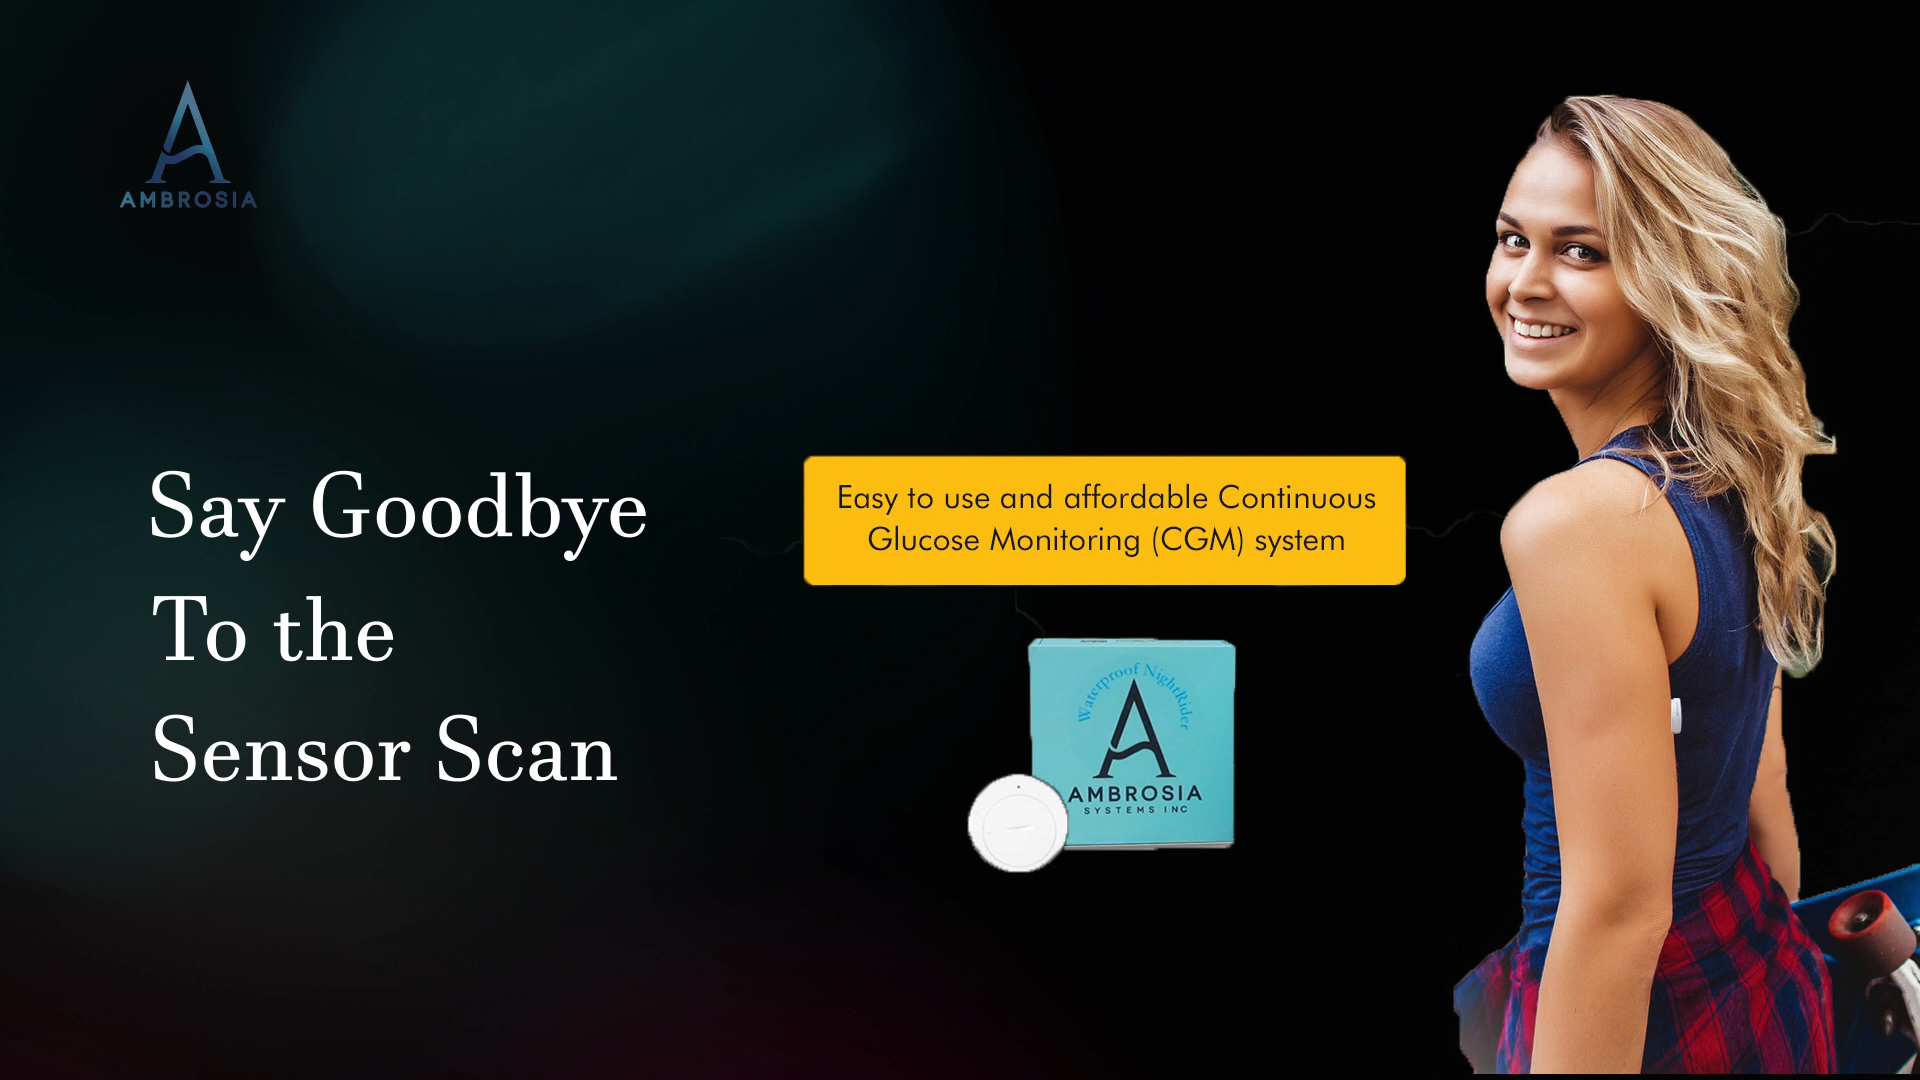 AMBROSIA
Say Goodbye
To the
Sensor Scan
Easy to use and affordable Continuous
Glucose Monitoring (CGM) system
Waterproof NightRider
AMBROSIA
SYSTEMS INC